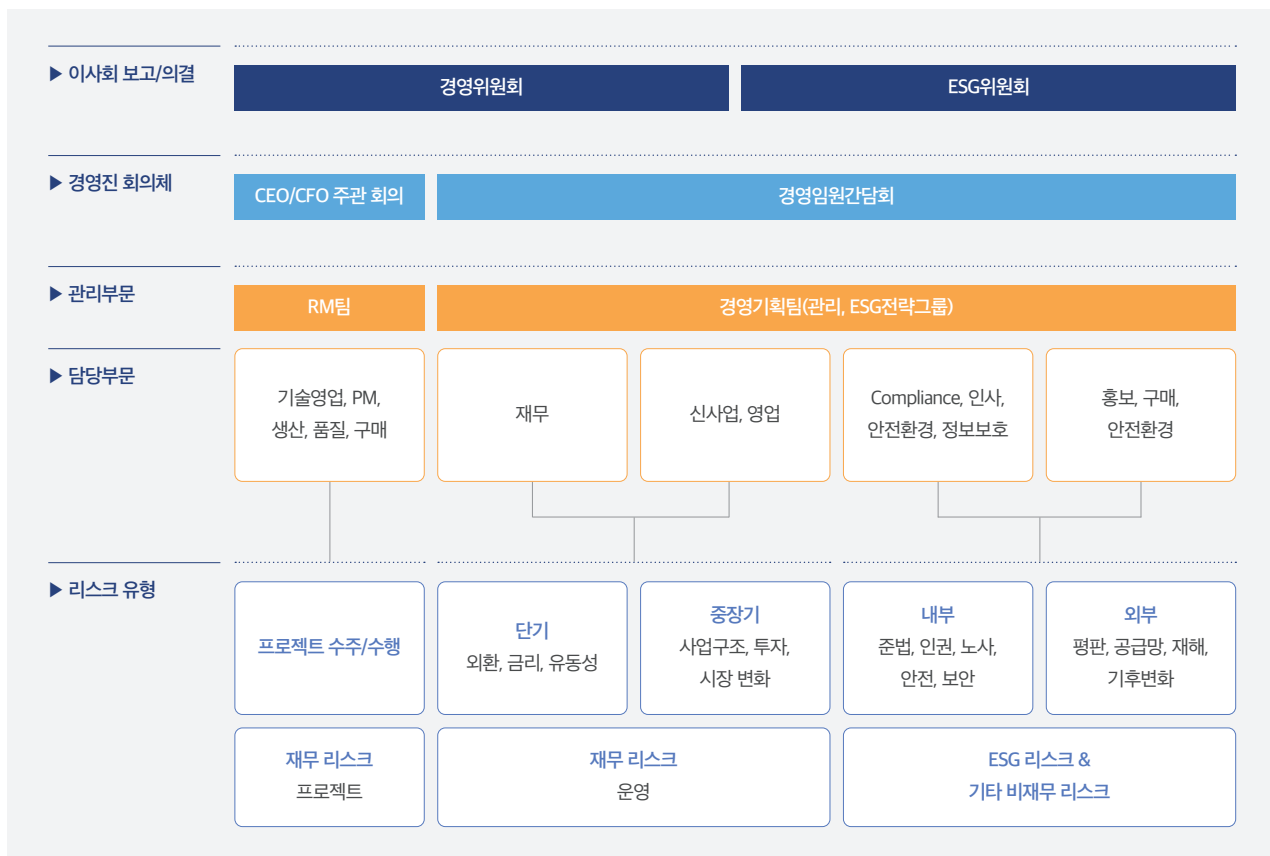 ▶ 이사회 보고/의결
경영위원회
ESG위원회
▶ 경영진 회의체
CEO/CFO 주관 회의
경영임원간담회
▶ 관리부문
RM팀
경영기획팀(관리, ESG전략그룹)
▶ 담당부문
기술영업, PM,
생산, 품질, 구매
재무
신사업, 영업
Compliance, 인사,
안전환경, 정보보호
홍보, 구매,
안전환경
▶ 리스크 유형
프로젝트 수주/수행
단기
외환, 금리, 유동성
중장기
사업구조, 투자,
시장 변화
내부
준법, 인권, 노사,
안전, 보안
외부
평판, 공급망, 재해,
기후변화
재무 리스크
프로젝트
재무 리스크
운영
ESG 리스크 &
기타 비재무 리스크